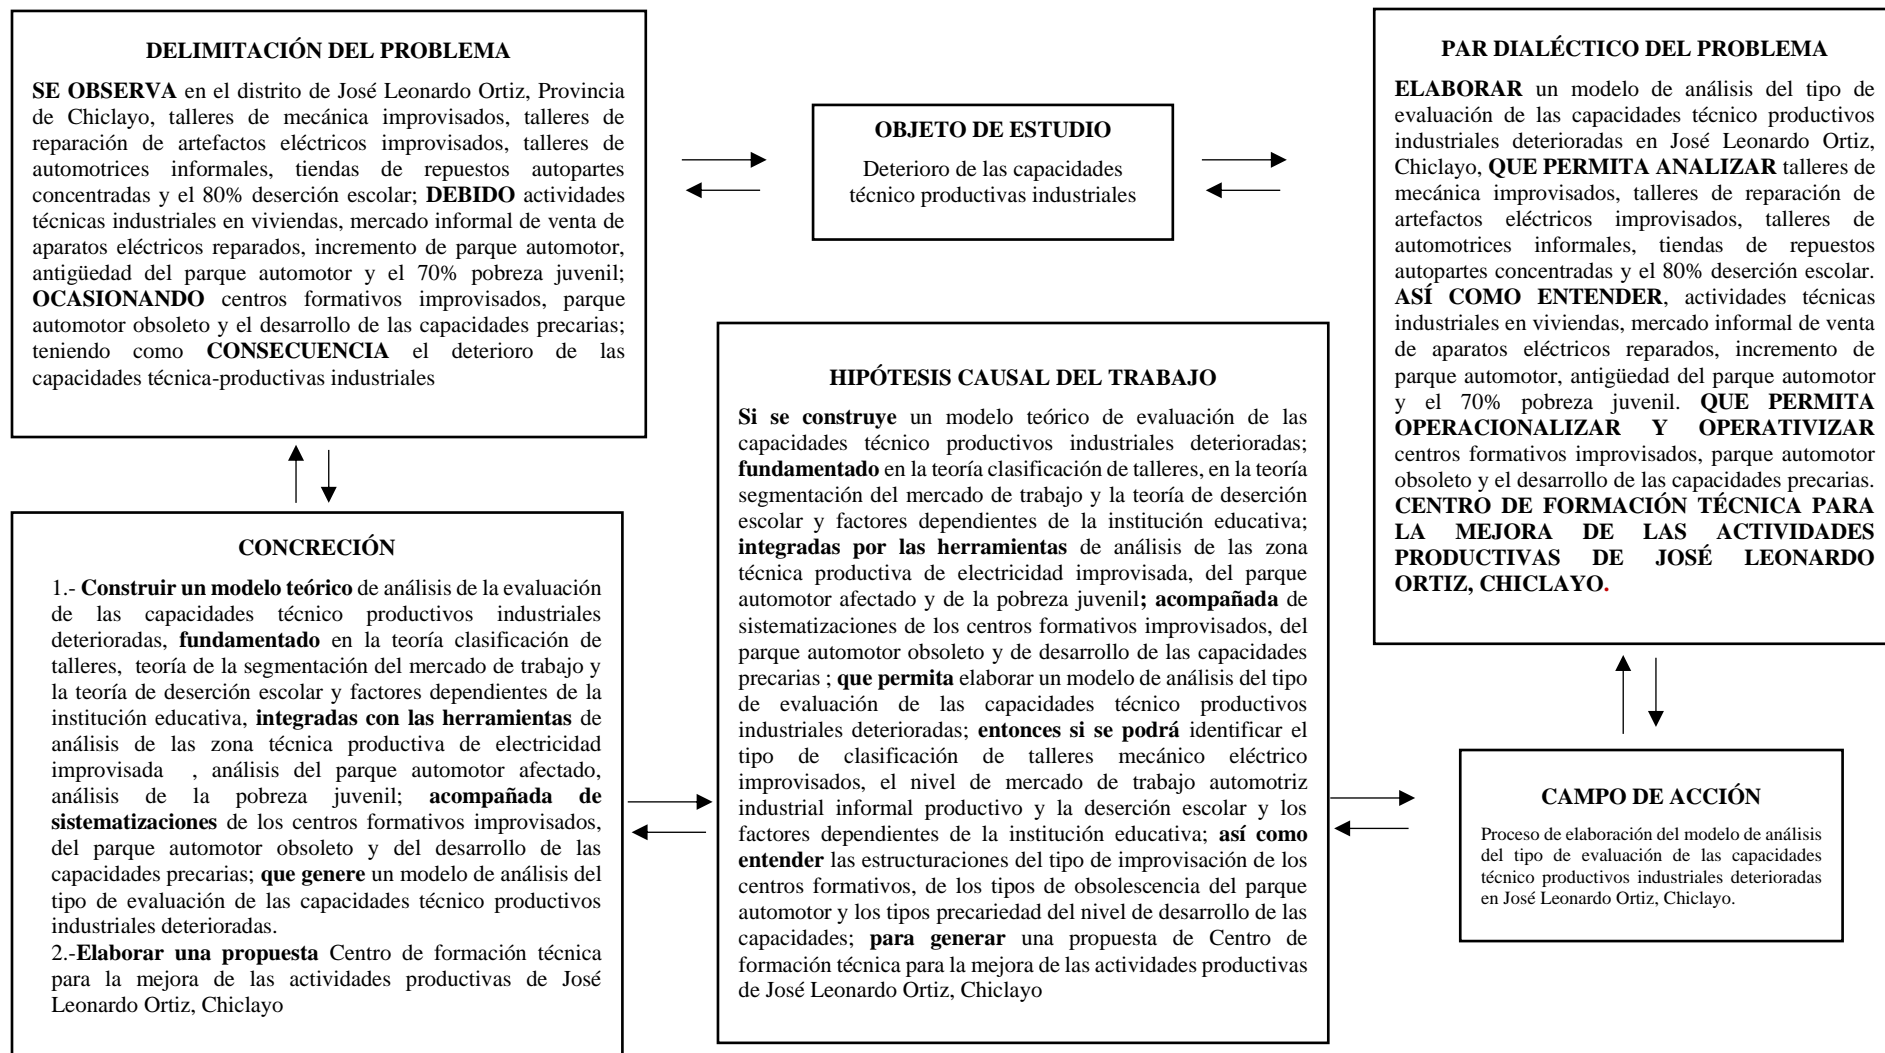 DELIMITACIÓN DEL PROBLEMA
SE OBSERVA en el distrito de José Leonardo Ortiz, Provincia
de Chiclayo, talleres de mecánica improvisados, talleres de
reparación de artefactos eléctricos improvisados, talleres de
automotrices informales, tiendas de repuestos autopartes
concentradas y el 80% deserción escolar; DEBIDO actividades
técnicas industriales en viviendas, mercado informal de venta de
aparatos eléctricos reparados, incremento de parque automotor,
antigüedad del parque automotor y el 70% pobreza juvenil;
OCASIONANDO centros formativos improvisados, parque
automotor obsoleto y el desarrollo de las capacidades precarias;
teniendo como CONSECUENCIA el deterioro de las
capacidades técnica-productivas industriales
OBJETO DE ESTUDIO
Deterioro de las capacidades
técnico productivas industriales
PAR DIALÉCTICO DEL PROBLEMA
ELABORAR un modelo de análisis del tipo de
evaluación de las capacidades técnico productivos
industriales deterioradas en José Leonardo Ortiz,
Chiclayo, QUE PERMITA ANALIZAR talleres de
mecánica improvisados, talleres de reparación de
artefactos eléctricos improvisados, talleres de
automotrices informales, tiendas de repuestos
autopartes concentradas y el 80% deserción escolar.
ASÍ COMO ENTENDER, actividades técnicas
industriales en viviendas, mercado informal de venta
de aparatos eléctricos reparados, incremento de
parque automotor, antigüedad del parque automotor
y el 70% pobreza juvenil. QUE PERMITA
OPERACIONALIZAR Y OPERATIVIZAR
centros formativos improvisados, parque automotor
obsoleto y el desarrollo de las capacidades precarias.
CENTRO DE FORMACIÓN TÉCNICA PARA
LA MEJORA DE LAS ACTIVIDADES
PRODUCTIVAS DE JOSÉ LEONARDO
ORTIZ, CHICLAYO.
CONCRECIÓN
1.- Construir un modelo teórico de análisis de la evaluación
de las capacidades técnico productivos industriales
deterioradas, fundamentado en la teoría clasificación de
talleres, teoría de la segmentación del mercado de trabajo y
la teoría de deserción escolar y factores dependientes de la
institución educativa, integradas con las herramientas de
análisis de las zona técnica productiva de electricidad
improvisada , análisis del parque automotor afectado,
análisis de la pobreza juvenil; acompañada de
sistematizaciones de los centros formativos improvisados,
del parque automotor obsoleto y del desarrollo de las
capacidades precarias; que genere un modelo de análisis del
tipo de evaluación de las capacidades técnico productivos
industriales deterioradas.
2.-Elaborar una propuesta Centro de formación técnica
para la mejora de las actividades productivas de José
Leonardo Ortiz, Chiclayo
HIPÓTESIS CAUSAL DEL TRABAJO
Si se construye un modelo teórico de evaluación de las
capacidades técnico productivos industriales deterioradas;
fundamentado en la teoría clasificación de talleres, en la teoría
segmentación del mercado de trabajo y la teoría de deserción
escolar y factores dependientes de la institución educativa;
integradas por las herramientas de análisis de las zona
técnica productiva de electricidad improvisada, del parque
automotor afectado y de la pobreza juvenil; acompañada de
sistematizaciones de los centros formativos improvisados, del
parque automotor obsoleto y de desarrollo de las capacidades
precarias ; que permita elaborar un modelo de análisis del tipo
de evaluación de las capacidades técnico productivos
industriales deterioradas; entonces si se podrá identificar el
tipo de clasificación de talleres mecánico eléctrico
improvisados, el nivel de mercado de trabajo automotriz
industrial informal productivo y la deserción escolar y los
factores dependientes de la institución educativa; así como
entender las estructuraciones del tipo de improvisación de los
centros formativos, de los tipos de obsolescencia del parque
automotor y los tipos precariedad del nivel de desarrollo de las
capacidades; para generar una propuesta de Centro de
formación técnica para la mejora de las actividades productivas
de José Leonardo Ortiz, Chiclayo
CAMPO DE ACCIÓN
Proceso de elaboración del modelo de análisis
del tipo de evaluación de las capacidades
técnico productivos industriales deterioradas
en José Leonardo Ortiz, Chiclayo.